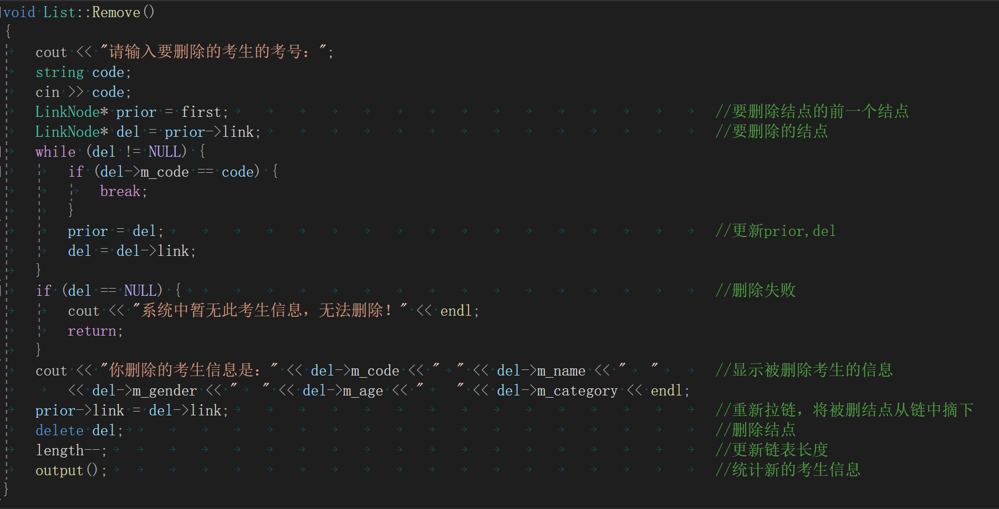 void List::Remove()
{
cout << "请输入要删除的考生的考号：";
string code;
cin >> code;
LinkNode* prior = first; //要删除结点的前一个结点
LinkNode* del = prior->link; //要删除的结点
while (del != NULL) {
if (del->m_code == code) {
break;
}
prior = del; //更新prior,del
del = del->link;
}
if (del == NULL) { //删除失败
cout << "系统中暂无此考生信息，无法删除！" << endl;
return;
}
cout << "你删除的考生信息是：" << del->m_code << "	" << del->m_name << "	" //显示被删除考生的信息
<< del->m_gender << "	" << del->m_age << "	" << del->m_category << endl;
prior->link = del->link; //重新拉链，将被删结点从链中摘下
delete del; //删除结点
length--; //更新链表长度
output(); //统计新的考生信息
}